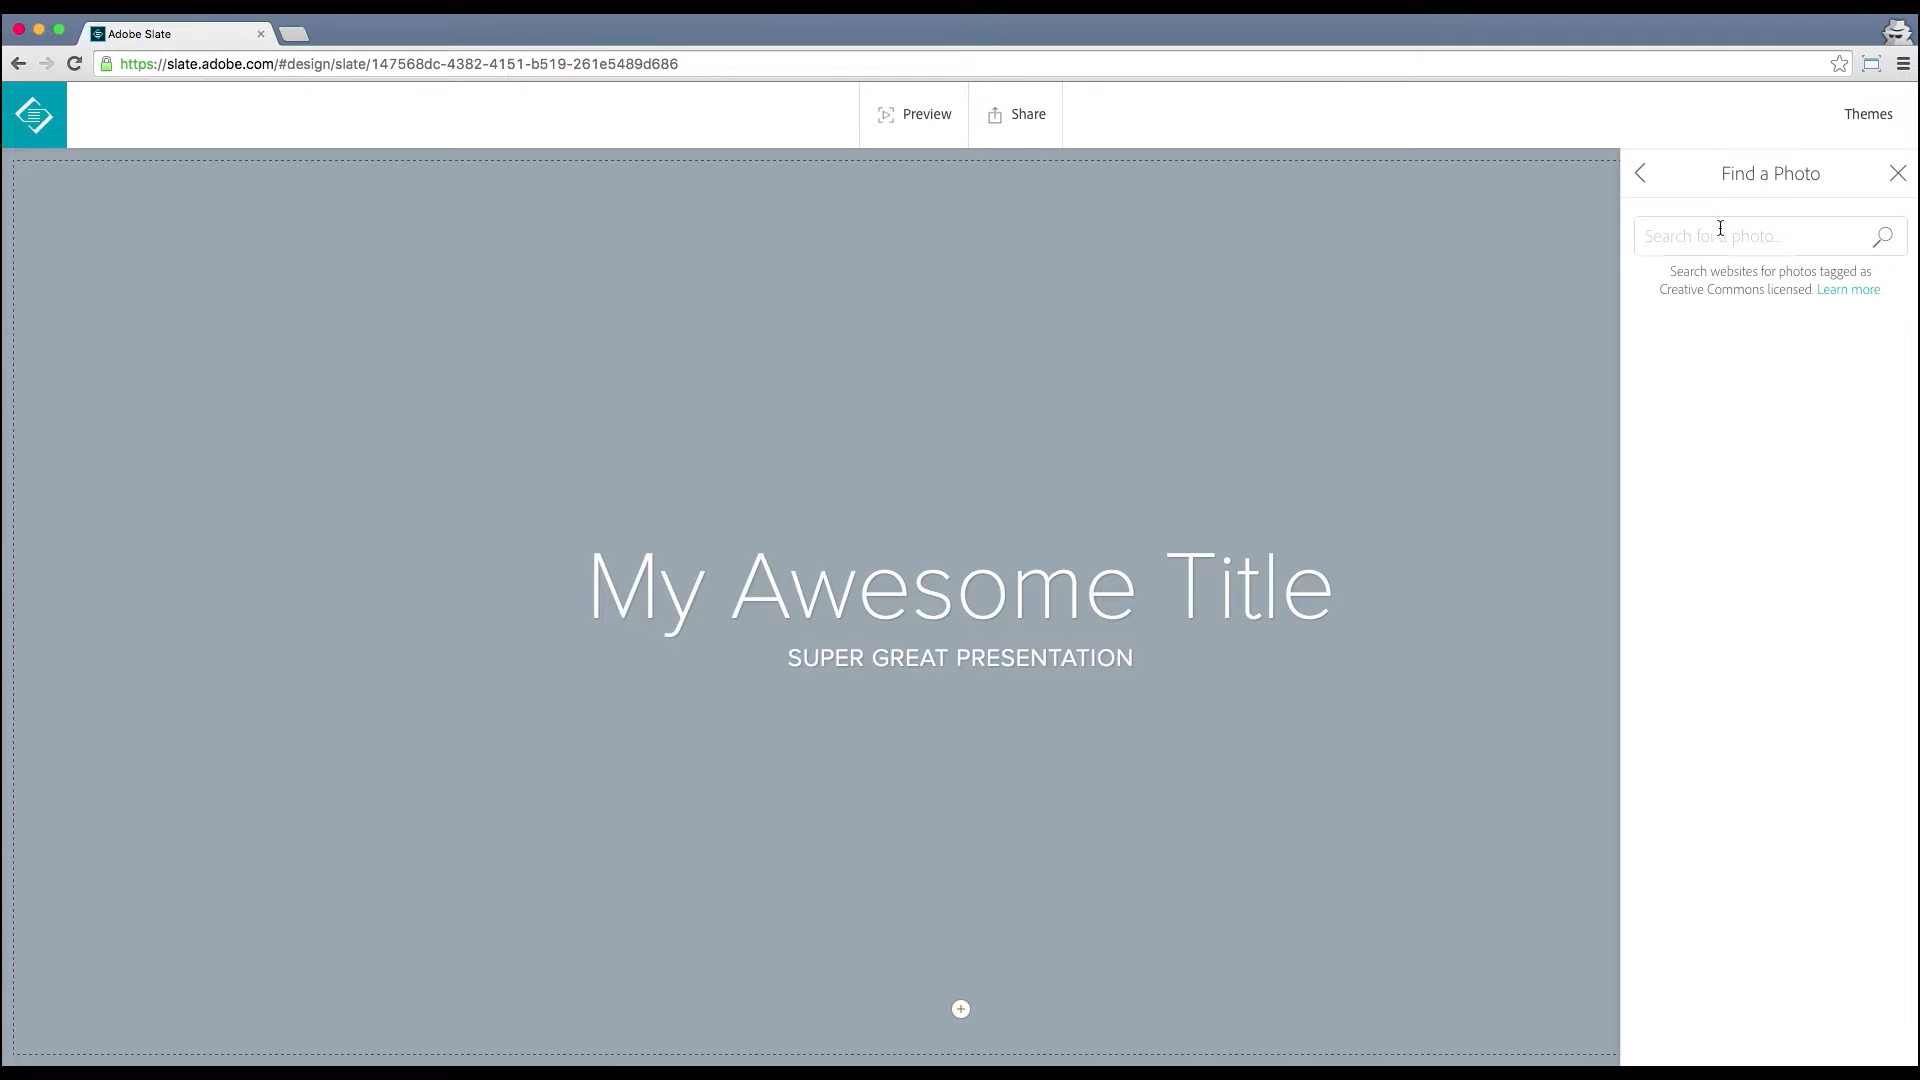 Adobe Slate
https://slate.adobe.com/#design/slate/147568dc-4382-4151-b519-261e5489d686
Preview
Share
Themes
Find a Photo
Search for a photo...
Search websites for photos tagged as
Creative Commons licensed. Learn more.
My Awesome Title
SUPER GREAT PRESENTATION